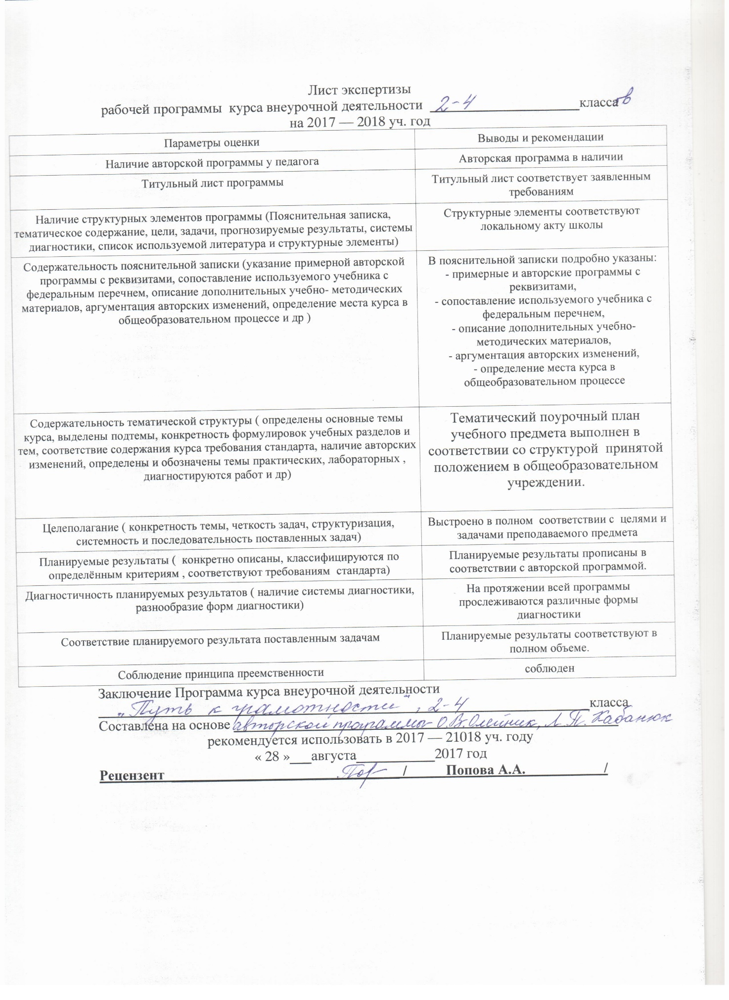 Лист экспертизы
рабочей программы курса внеурочной деятельности 2-4 классаов
на 2017 — 2018 уч. год
Параметры оценки
Выводы и рекомендации
Наличие авторской программы у педагога
Авторская программа в наличии
Титульный лист программы
Титульный лист соответствует заявленным
требованиям
Наличие структурных элементов программы (Пояснительная записка,
тематическое содержание, цели, задачи, прогнозируемые результаты, системы
диагностики, список используемой литература и структурные элементы)
Структурные элементы соответствуют
локальному акту школы
Содержательность пояснительной записки (указание примерной авторской
программы с реквизитами, сопоставление используемого учебника с
федеральным перечнем, описание дополнительных учебно- методических
материалов, аргументация авторских изменений, определение места курса в
общеобразовательном процессе и др )
В пояснительной записки подробно указаны:
- примерные и авторские программы с
реквизитами,
- сопоставление используемого учебника с
федеральным перечнем,
- описание дополнительных учебно-
методических материалов,
- аргументация авторских изменений,
- определение места курса в
общеобразовательном процессе
Содержательность тематической структуры ( определены основные темы
курса, выделены подтемы, конкретность формулировок учебных разделов и
тем, соответствие содержания курса требования стандарта, наличие авторских
изменений, определены и обозначены темы практических, лабораторных ,
диагностируются работ и др)
Тематический поурочный план
учебного предмета выполнен в
соответствии со структурой принятой
положением в общеобразовательном
учреждении.
Целеполагание ( конкретность темы, четкость задач, структуризация,
системность и последовательность поставленных задач)
Выстроено в полном соответствии с целями и
задачами преподаваемого предмета
Планируемые результаты ( конкретно описаны, классифицируются по
определённым критериям , соответствуют требованиям стандарта)
Планируемые результаты прописаны в
соответствии с авторской программой.
Диагностичность планируемых результатов ( наличие системы диагностики,
разнообразие форм диагностики)
На протяжении всей программы
прослеживаются различные формы
диагностики
Соответствие планируемого результата поставленным задачам
Планируемые результаты соответствуют в
полном объеме.
Соблюдение принципа преемственности
соблюден
Заключение Программа курса внеурочной деятельности
„Путь к грамотности", 2-4 класса
Составлена на основе авторской программы О.В.Олейник, Л.П. Кабанюк
рекомендуется использовать в 2017 — 21018 уч. году
« 28 »___августа___________2017 год
Рецензент / Попова А.А. /